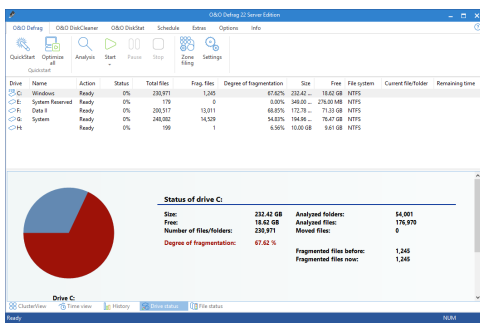 O&O Defrag 22 Server Edition
O&O Defrag O&O DiskCleaner O&O DiskStat Schedule Extras Options Info
QuickStart Optimize all Analysis Start Pause Stop Zone filing Settings
Quickstart
Drive Name Action Status Total files Frag. files Degree of fragmentation Size Free File system Current file/folder Remaining time
C: Windows Ready 0% 230,971 1,245 67.62% 232.42 ... 18.62 GB NTFS
E: System Reserved Ready 0% 179 0 0.00% 349.00 ... 276.00 MB NTFS
F: Data II Ready 0% 200,517 13,011 68.85% 172.78 ... 71.33 GB NTFS
G: System Ready 0% 248,082 14,529 54.83% 194.96 ... 76.47 GB NTFS
H: Ready 0% 199 1 6.56% 10.00 GB 9.61 GB NTFS
Status of drive C:
Size: 232.42 GB Analyzed folders: 54,001
Free: 18.62 GB Analyzed files: 176,970
Number of files/folders: 230,971 Moved files: 0
Degree of fragmentation: 67.62 %
Fragmented files before: 1,245
Fragmented files now: 1,245
Drive C:
ClusterView Time view History Drive status File status
Ready NUM